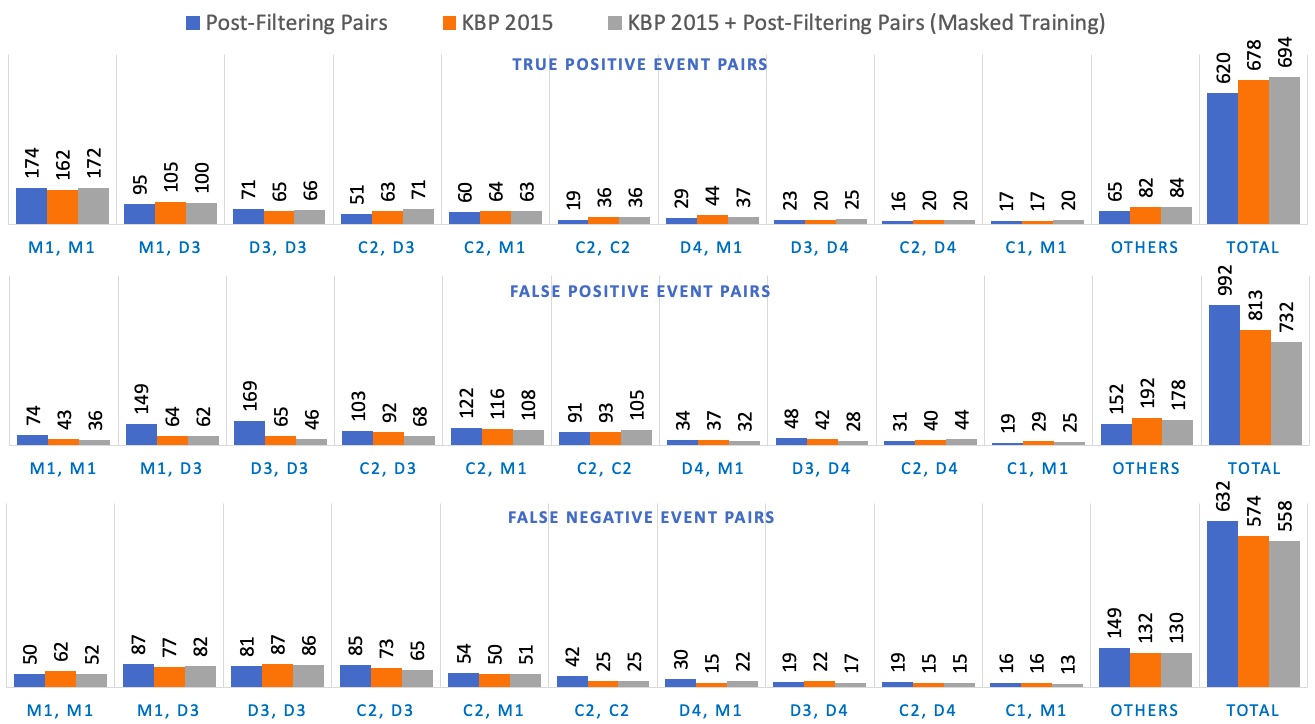 Post-Filtering Pairs KBP 2015 KBP 2015 + Post-Filtering Pairs (Masked Training)
TRUE POSITIVE EVENT PAIRS
174 162 172 95 105 100 71 65 66 51 63 71 60 64 63 19 36 36 29 44 37 23 20 25 16 20 20 17 17 20 65 82 84 620 678 694
M1, M1 M1, D3 D3, D3 C2, D3 C2, M1 C2, C2 D4, M1 D3, D4 C2, D4 C1, M1 OTHERS TOTAL
FALSE POSITIVE EVENT PAIRS
74 43 36 149 64 62 169 65 46 103 92 68 122 116 108 91 93 105 34 37 32 48 42 28 31 40 44 19 29 25 152 192 178 992 813 732
M1, M1 M1, D3 D3, D3 C2, D3 C2, M1 C2, C2 D4, M1 D3, D4 C2, D4 C1, M1 OTHERS TOTAL
FALSE NEGATIVE EVENT PAIRS
50 62 52 87 77 82 81 87 86 85 73 65 54 50 51 42 25 25 30 15 22 19 22 17 19 15 15 16 16 13 149 132 130 632 574 558
M1, M1 M1, D3 D3, D3 C2, D3 C2, M1 C2, C2 D4, M1 D3, D4 C2, D4 C1, M1 OTHERS TOTAL